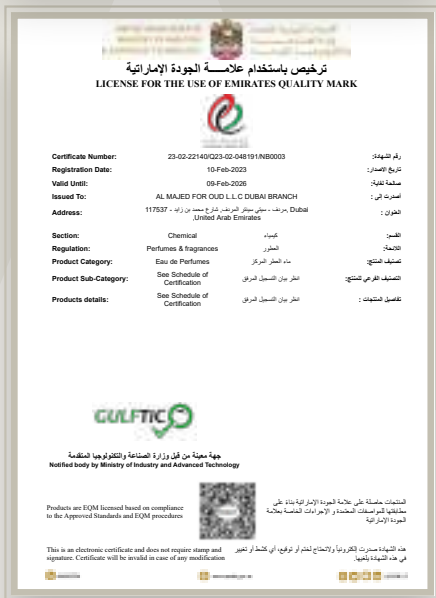 ترخيص باستخدام علامـــــة الجودة الإماراتية
LICENSE FOR THE USE OF EMIRATES QUALITY MARK
Certificate Number: 23-02-22140/Q23-02-048191/NB0003 رقم الشهادة:
Registration Date: 10-Feb-2023 تاريخ الاصدار:
Valid Until: 09-Feb-2026 صالحة لغاية:
Issued To: AL MAJED FOR OUD L.L.C DUBAI BRANCH أصدرت إلى :
Address: مردف - سيتي سينتر المردف, شارع محمد بن زايد - 117537, Dubai العنوان :
,United Arab Emirates
Section: Chemical كيمياء القسم:
Regulation: Perfumes & fragrances العطور اللائحة:
Product Category: Eau de Perfumes ماء العطر المركز تصنيف المنتج:
Product Sub-Category: See Schedule of Certification انظر بيان التسجيل المرفق التصنيف الفرعي للمنتج:
Products details: See Schedule of Certification انظر بيان التسجيل المرفق تفاصيل المنتجات :
GULFTIC
جهة معينة من قبل وزارة الصناعة والتكنولوجيا المتقدمة
Notified body by Ministry of Industry and Advanced Technology
Products are EQM licensed based on compliance
to the Approved Standards and EQM procedures
المنتجات حاصلة على علامة الجودة الإماراتية بناءً على
مطابقتها للمواصفات المعتمدة و الإجراءات الخاصة بعلامة
الجودة الإماراتية
This is an electronic certificate and does not require stamp and
signature. Certificate will be invalid in case of any modification
هذه الشهادة صدرت إلكترونياً ولاتحتاج لختم أو توقيع، أي كشط أو تغيير
في هذه الشهادة يلغيها.